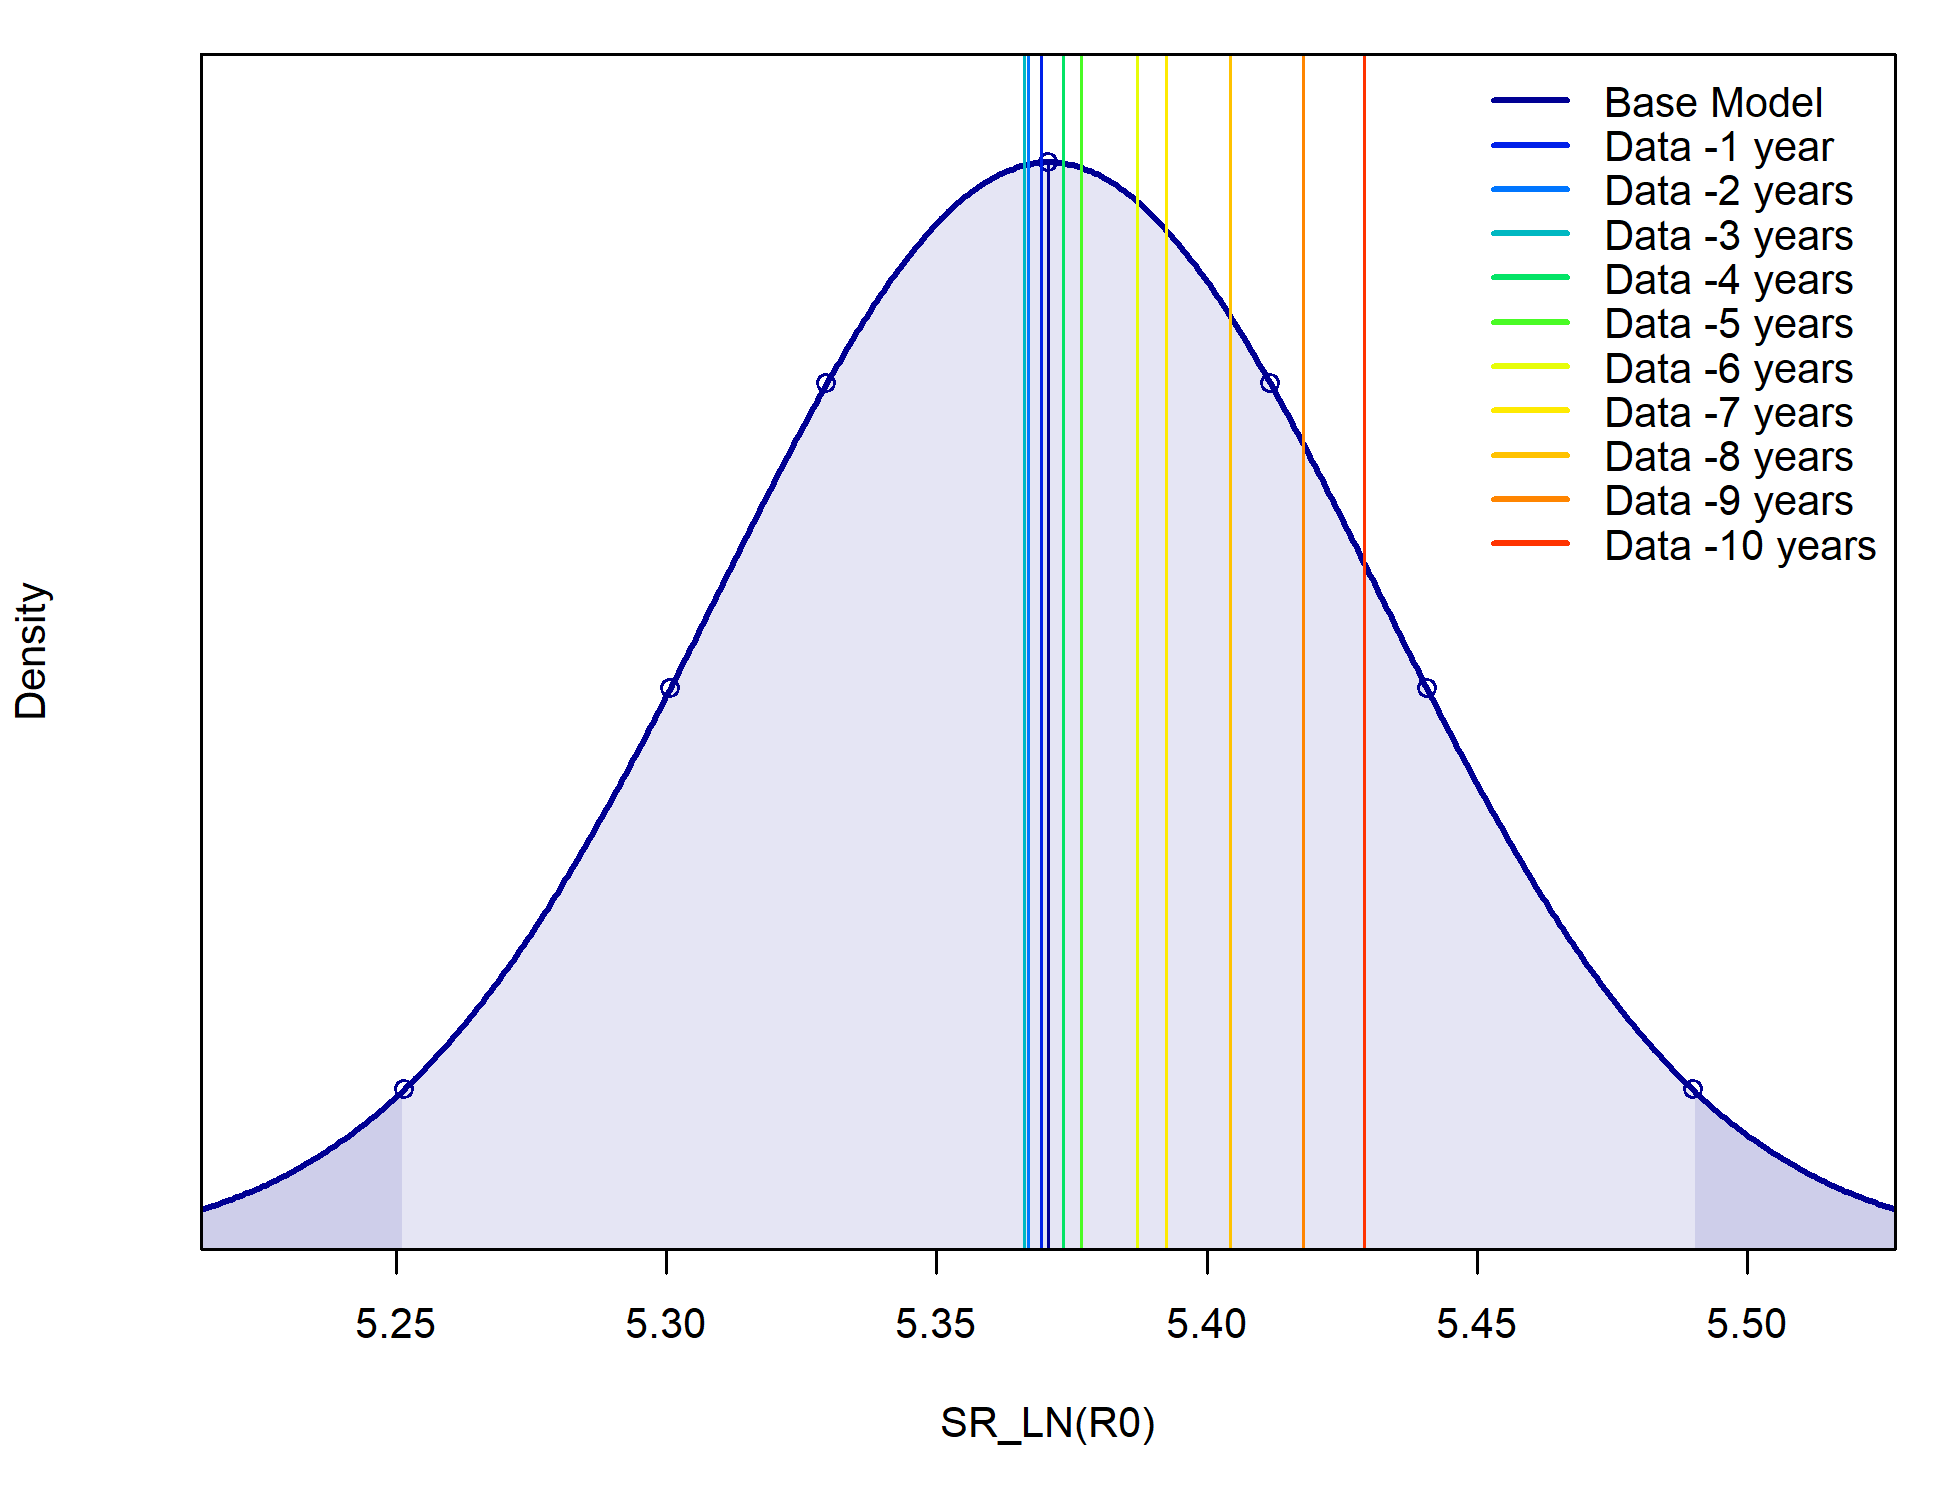 Base Model
Data -1 year
Data -2 years
Data -3 years
Data -4 years
Data -5 years
Data -6 years
Data -7 years
Data -8 years
Data -9 years
Data -10 years
Density
5.25 5.30 5.35 5.40 5.45 5.50
SR_LN(R0)